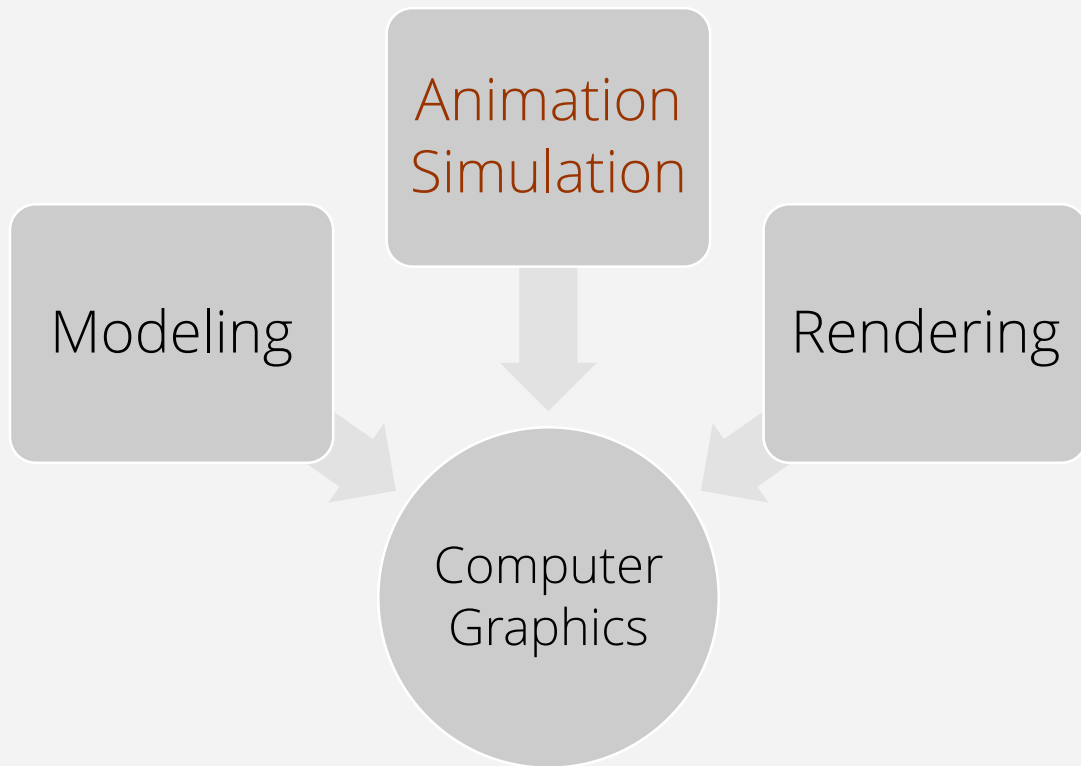 Animation
Simulation
Modeling
Rendering
Computer
Graphics